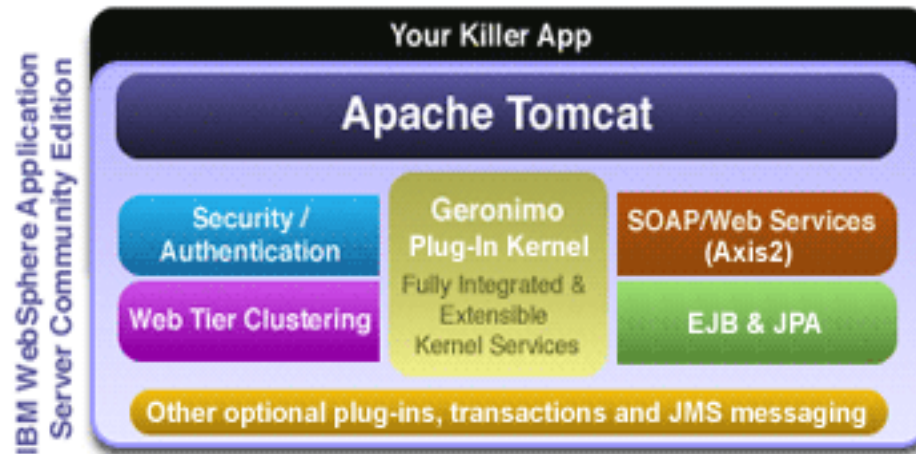 IBM WebSphere Application
Server Community Edition
Your Killer App
Apache Tomcat
Security /
Authentication
Web Tier Clustering
Geronimo
Plug-In Kernel
Fully Integrated &
Extensible
Kernel Services
SOAP/Web Services
(Axis2)
EJB & JPA
Other optional plug-ins, transactions and JMS messaging